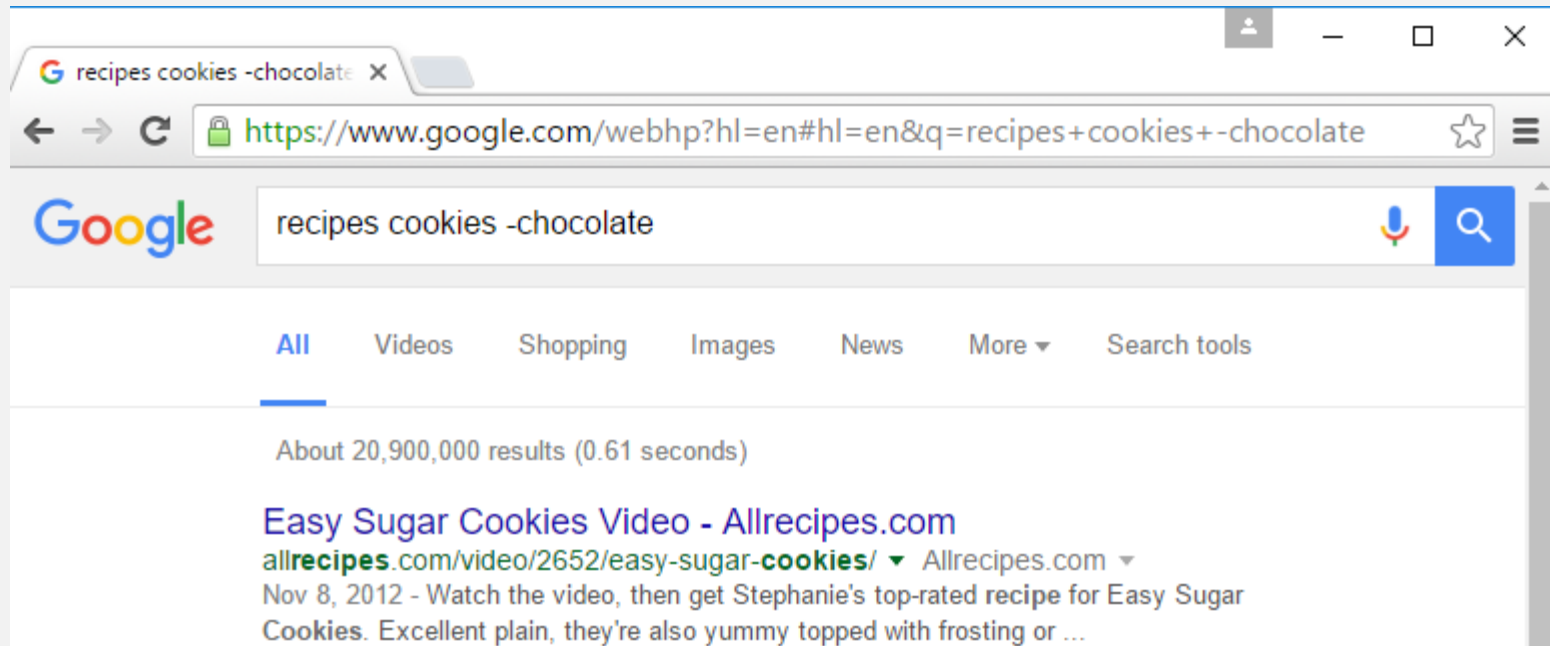 recipes cookies -chocolate
https://www.google.com/webhp?hl=en#hl=en&q=recipes+cookies+-chocolate
Google recipes cookies -chocolate
All Videos Shopping Images News More Search tools
About 20,900,000 results (0.61 seconds)
Easy Sugar Cookies Video - Allrecipes.com
allrecipes.com/video/2652/easy-sugar-cookies/ Allrecipes.com
Nov 8, 2012 - Watch the video, then get Stephanie's top-rated recipe for Easy Sugar
Cookies. Excellent plain, they're also yummy topped with frosting or ...